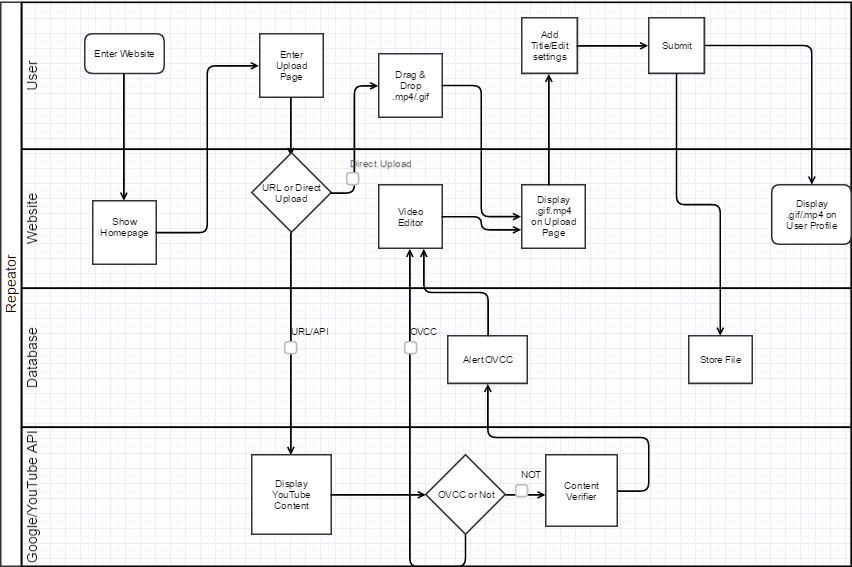 Repeator
User
Enter Website
Enter
Upload
Page
Drag &
Drop
.mp4/.gif
Add
Title/Edit
settings
Submit
Website
Show
Homepage
URL or Direct
Upload
Direct Upload
Video
Editor
Display
.gif/.mp4
on Upload
Page
Display
.gif/.mp4 on
User Profile
Database
URL/API
OVCC
Alert OVCC
Store File
Google/YouTube API
Display
YouTube
Content
OVCC or Not
NOT
Content
Verifier